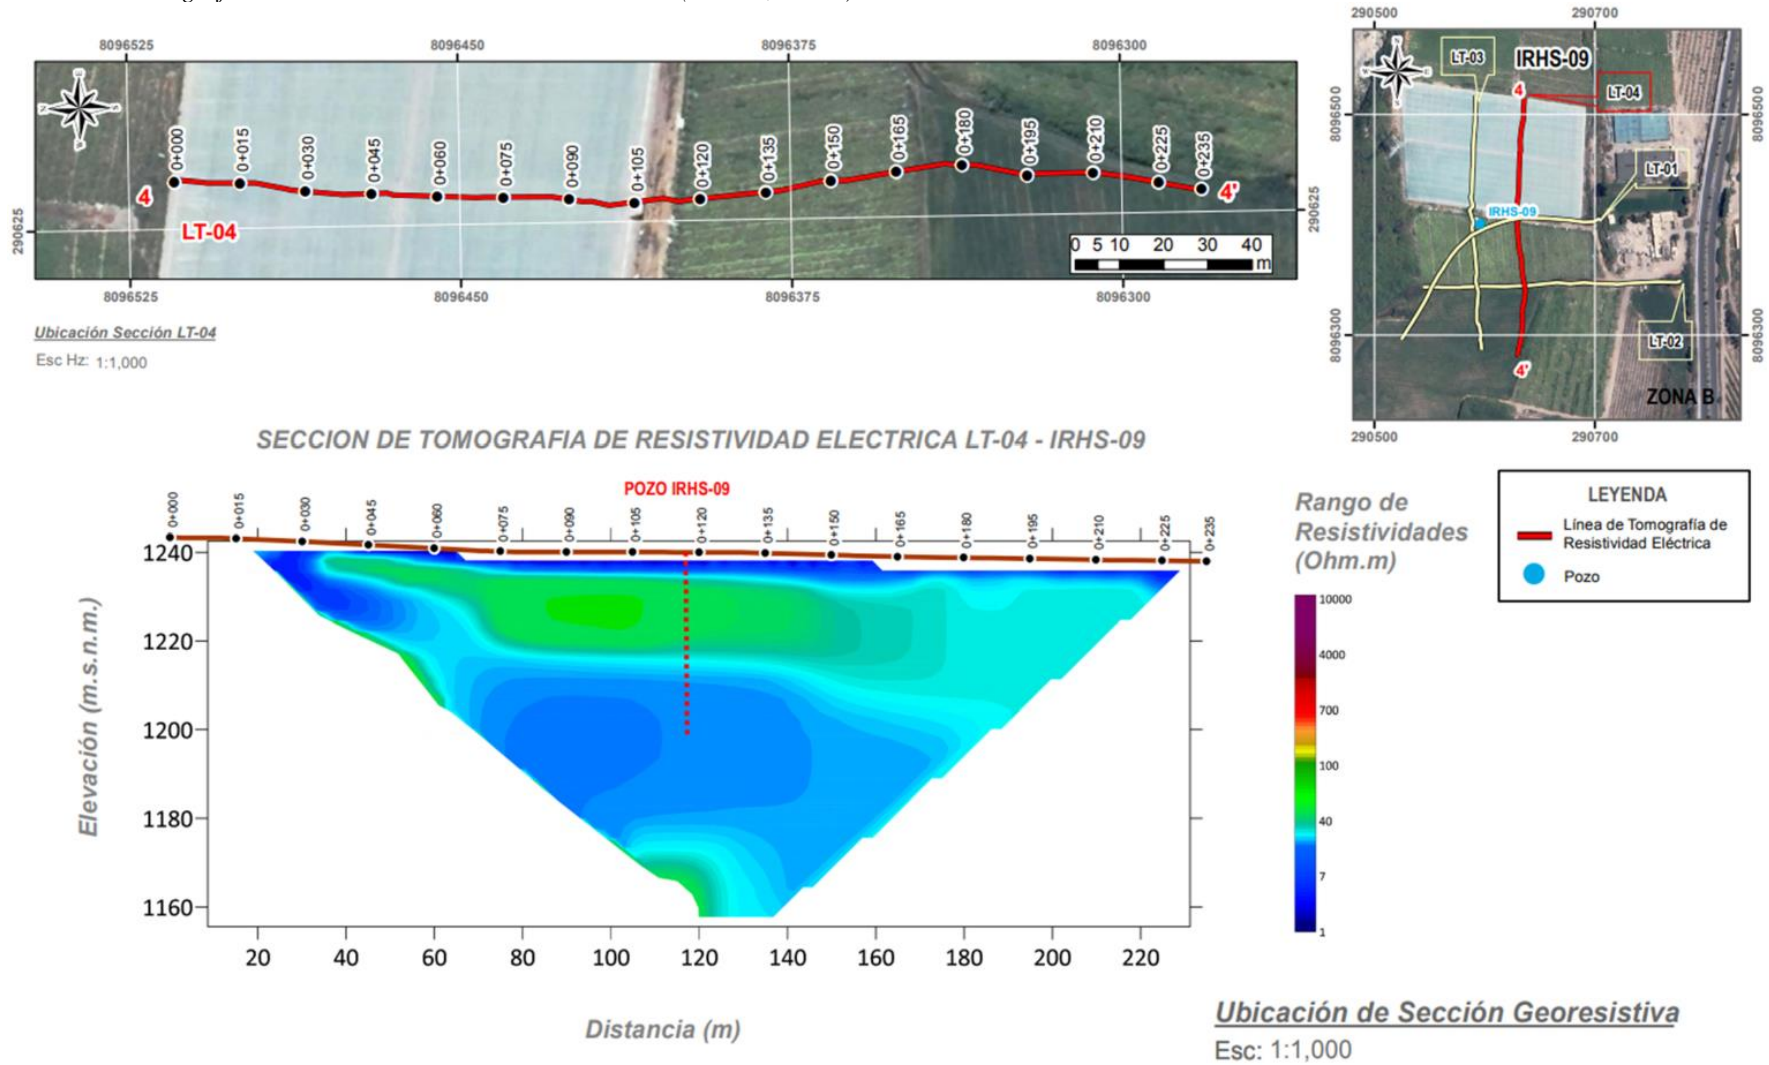 8096525 8096450 8096375 8096300
0+000 0+015 0+030 0+045 0+060 0+075 0+090 0+105 0+120 0+135 0+150 0+165 0+180 0+195 0+210 0+225 0+235
4
4'
LT-04
290625
290625
0 5 10 20 30 40
m
8096525 8096450 8096375 8096300
Ubicación Sección LT-04
Esc Hz: 1:1,000
290500 290700
LT-03
IRHS-09
4
LT-04
8096500
8096500
LT-01
IRHS-09
8096300
8096300
LT-02
4'
ZONA B
290500 290700
SECCION DE TOMOGRAFIA DE RESISTIVIDAD ELECTRICA LT-04 - IRHS-09
POZO IRHS-09
0+000 0+015 0+030 0+045 0+060 0+075 0+090 0+105 0+120 0+135 0+150 0+165 0+180 0+195 0+210 0+225 0+235
Elevación (m.s.n.m.)
1240
1220
1200
1180
1160
20 40 60 80 100 120 140 160 180 200 220
Distancia (m)
Rango de
Resistividades
(Ohm.m)
10000
4000
700
100
40
7
1
LEYENDA
Línea de Tomografía de
Resistividad Eléctrica
Pozo
Ubicación de Sección Georesistiva
Esc: 1:1,000